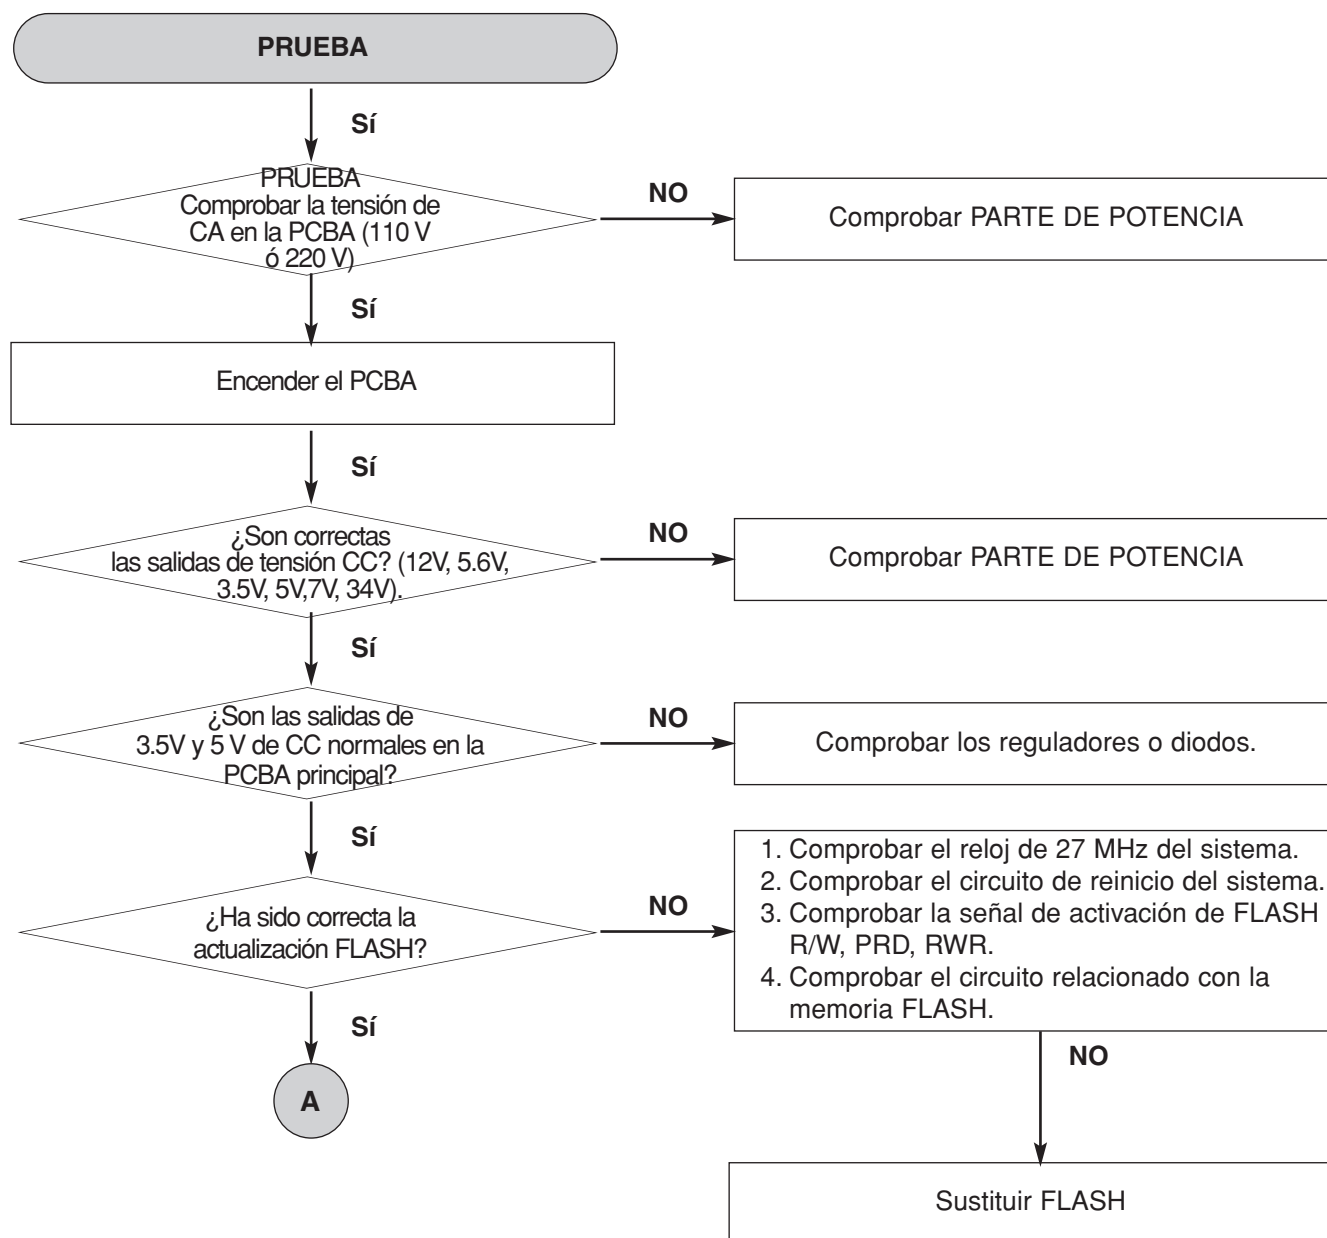 PRUEBA
Sí
PRUEBA
Comprobar la tensión de
CA en la PCBA (110 V
ó 220 V)
NO
Comprobar PARTE DE POTENCIA
Sí
Encender el PCBA
Sí
¿Son correctas
las salidas de tensión CC? (12V, 5.6V,
3.5V, 5V,7V, 34V).
NO
Comprobar PARTE DE POTENCIA
Sí
¿Son las salidas de
3.5V y 5 V de CC normales en la
PCBA principal?
NO
Comprobar los reguladores o diodos.
Sí
¿Ha sido correcta la
actualización FLASH?
NO
1. Comprobar el reloj de 27 MHz del sistema.
2. Comprobar el circuito de reinicio del sistema.
3. Comprobar la señal de activación de FLASH
R/W, PRD, RWR.
4. Comprobar el circuito relacionado con la
memoria FLASH.
Sí
A
NO
Sustituir FLASH